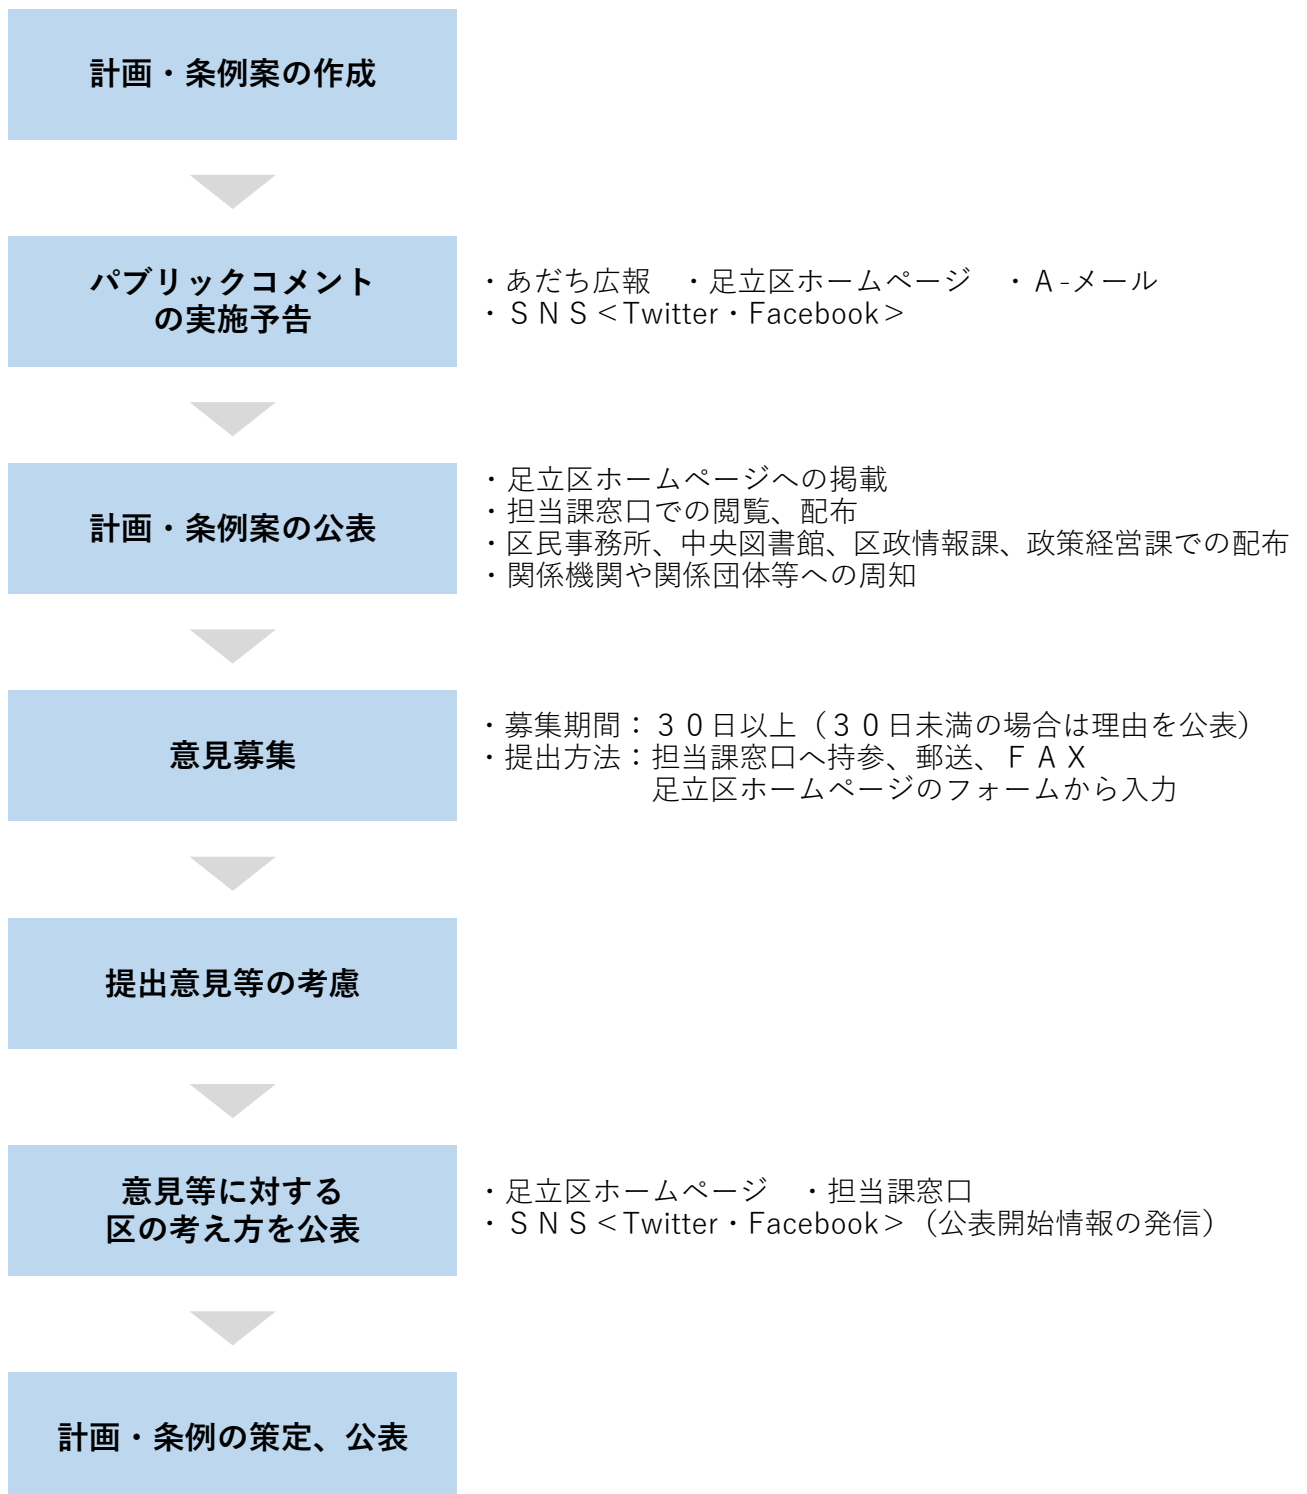 計画・条例案の作成
パブリックコメント
の実施予告
・あだち広報　・足立区ホームページ　・Ａ-メール
・ＳＮＳ＜Twitter・Facebook＞
計画・条例案の公表
・足立区ホームページへの掲載
・担当課窓口での閲覧、配布
・区民事務所、中央図書館、区政情報課、政策経営課での配布
・関係機関や関係団体等への周知
意見募集
・募集期間：３０日以上（３０日未満の場合は理由を公表）
・提出方法：担当課窓口へ持参、郵送、ＦＡＸ
足立区ホームページのフォームから入力
提出意見等の考慮
意見等に対する
区の考え方を公表
・足立区ホームページ　・担当課窓口
・ＳＮＳ＜Twitter・Facebook＞（公表開始情報の発信）
計画・条例の策定、公表